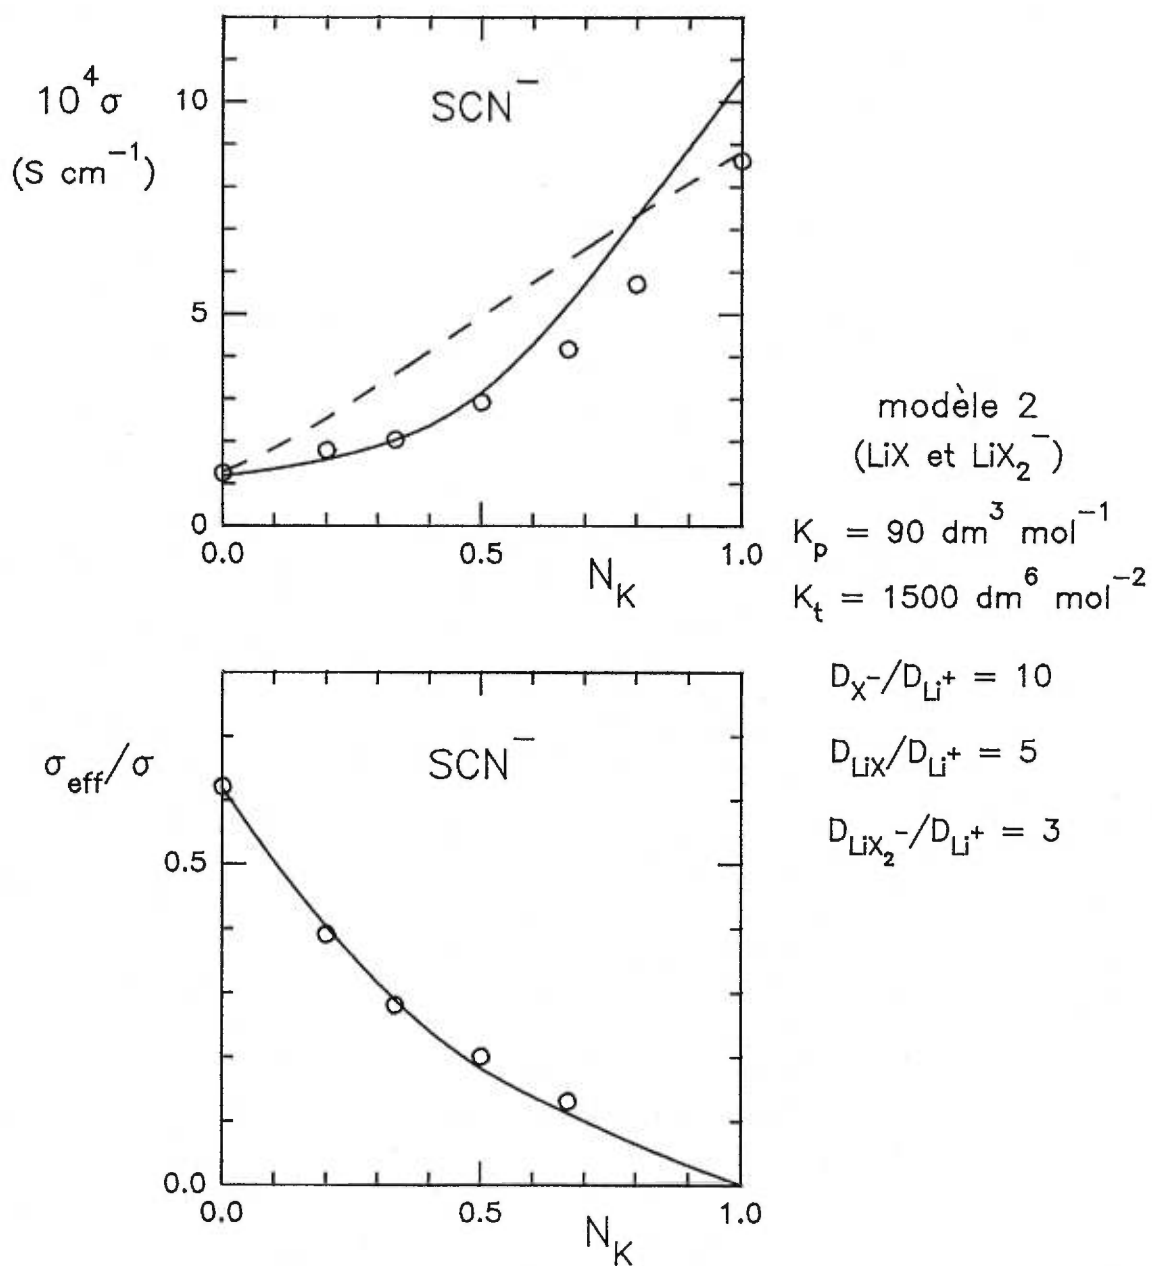 10⁴σ
(S cm⁻¹)
SCN⁻
10
5
0
0.0 0.5 1.0
N_K
modèle 2
(LiX et LiX₂⁻)
K_p = 90 dm³ mol⁻¹
K_t = 1500 dm⁶ mol⁻²
D_X⁻/D_Li⁺ = 10
D_LiX/D_Li⁺ = 5
D_LiX₂⁻/D_Li⁺ = 3
σ_eff/σ
SCN⁻
0.5
0.0
0.0 0.5 1.0
N_K